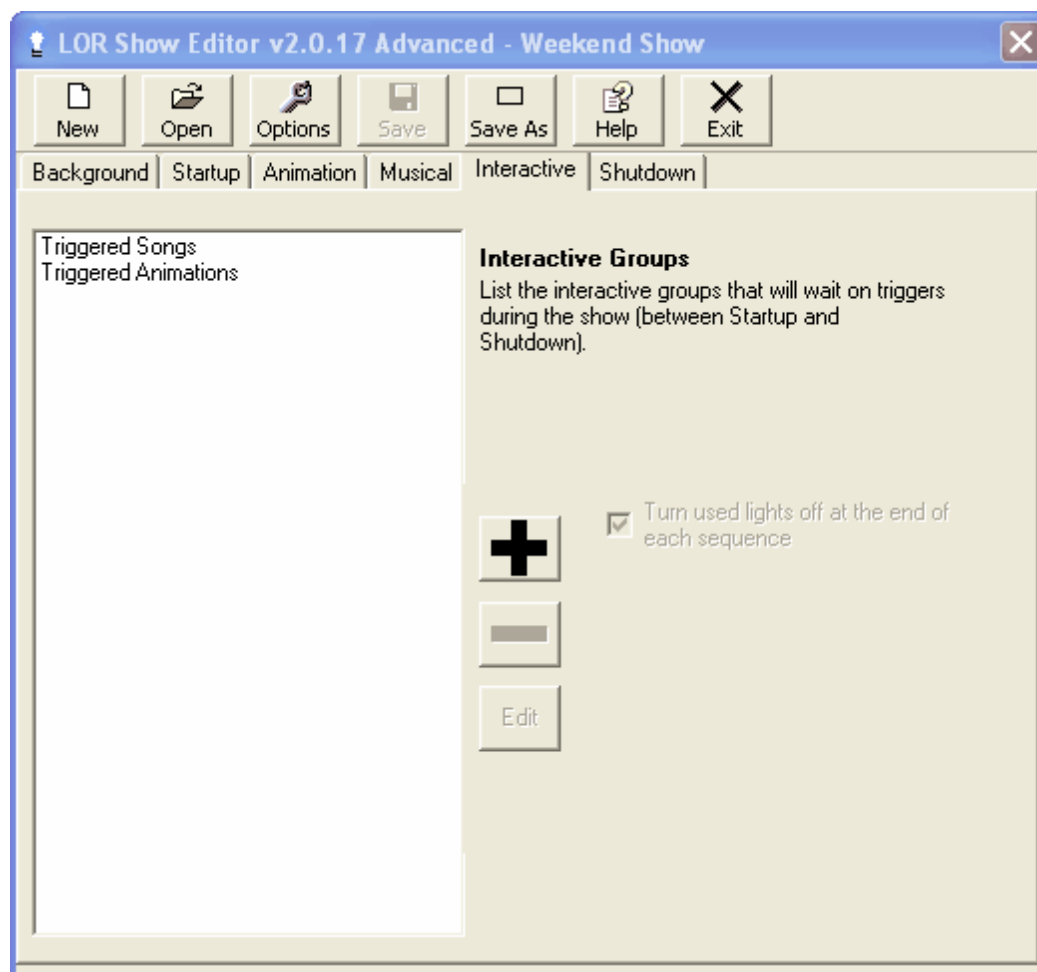 LOR Show Editor v2.0.17 Advanced - Weekend Show
New Open Options Save Save As Help Exit
Background Startup Animation Musical Interactive Shutdown
Triggered Songs
Triggered Animations
Interactive Groups
List the interactive groups that will wait on triggers
during the show (between Startup and
Shutdown).
Turn used lights off at the end of
each sequence
Edit